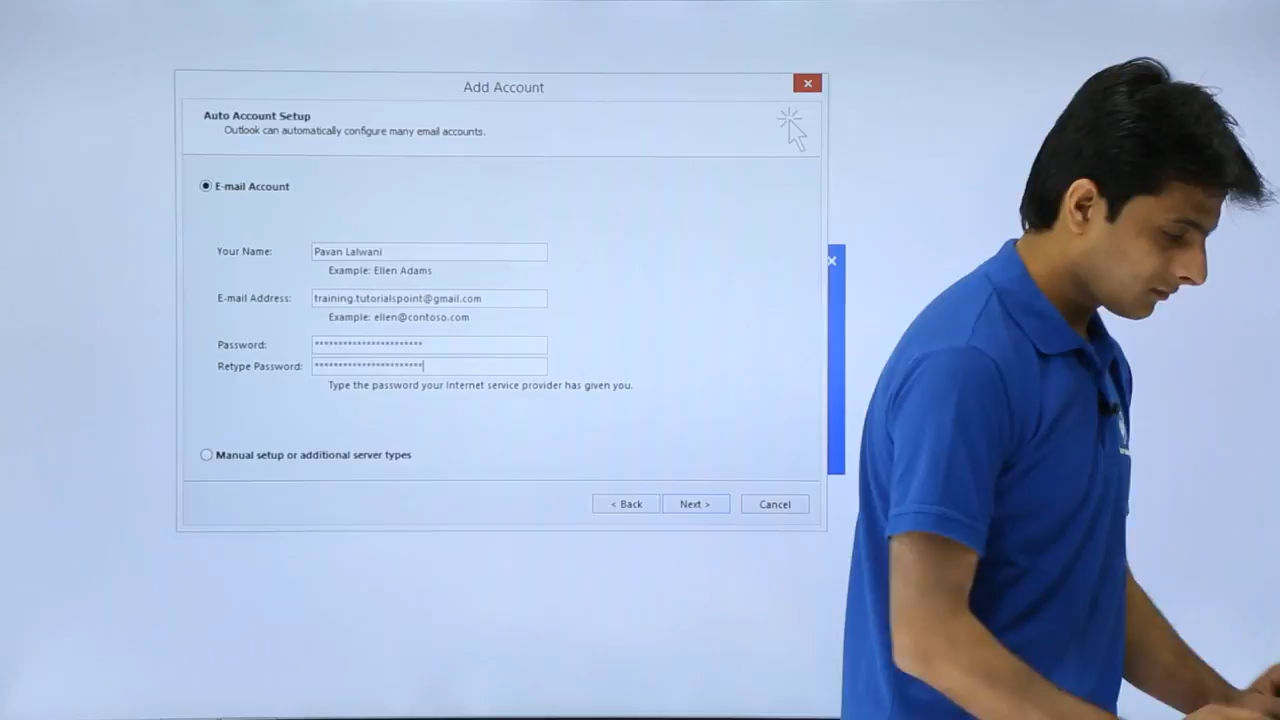 Add Account
Auto Account Setup
Outlook can automatically configure many email accounts.
E-mail Account
Your Name: Pavan Lalwani
Example: Ellen Adams
E-mail Address: training.tutorialspoint@gmail.com
Example: ellen@contoso.com
Password: ***********************
Retype Password: ***********************
Type the password your Internet service provider has given you.
Manual setup or additional server types
< Back Next > Cancel